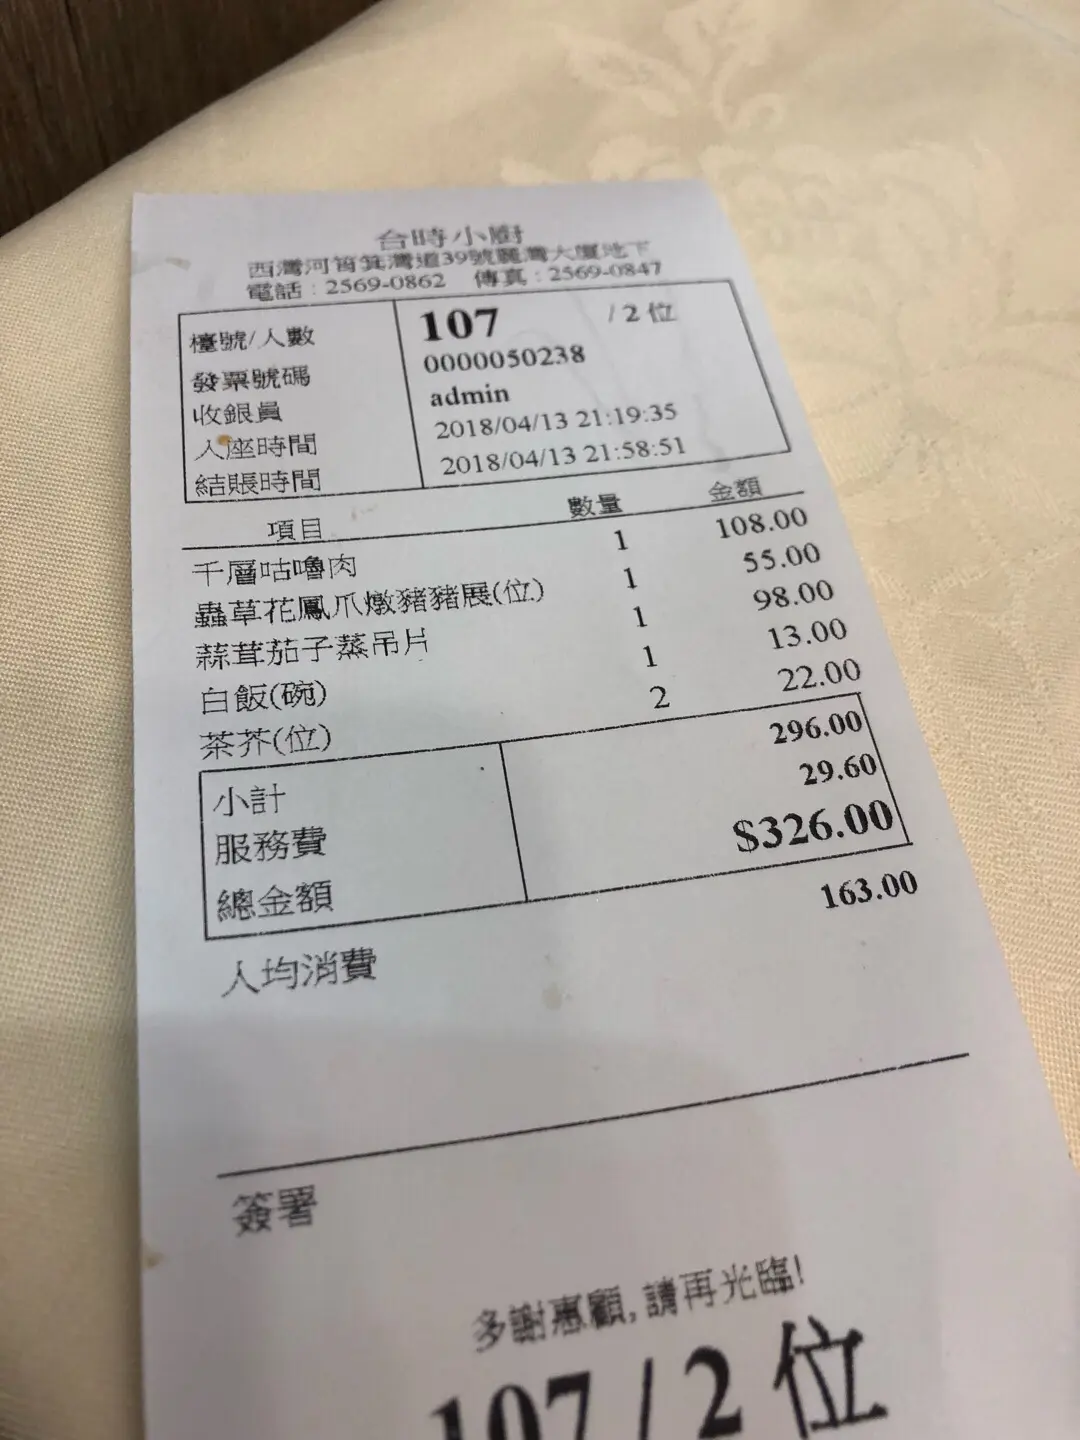 合時小廚
西灣河筲箕灣道39號麗灣大廈地下
電話 : 2569-0862 傳真 : 2569-0847
檯號/人數 107 / 2 位
發票號碼 0000050238
收銀員 admin
入座時間 2018/04/13 21:19:35
結賬時間 2018/04/13 21:58:51
項目 數量 金額
千層咕嚕肉 1 108.00
蟲草花鳳爪燉豬豬展(位) 1 55.00
蒜茸茄子蒸吊片 1 98.00
白飯(碗) 1 13.00
茶芥(位) 2 22.00
小計 296.00
服務費 29.60
總金額 $326.00
人均消費 163.00
簽署
多謝惠顧,請再光臨!
107 / 2 位